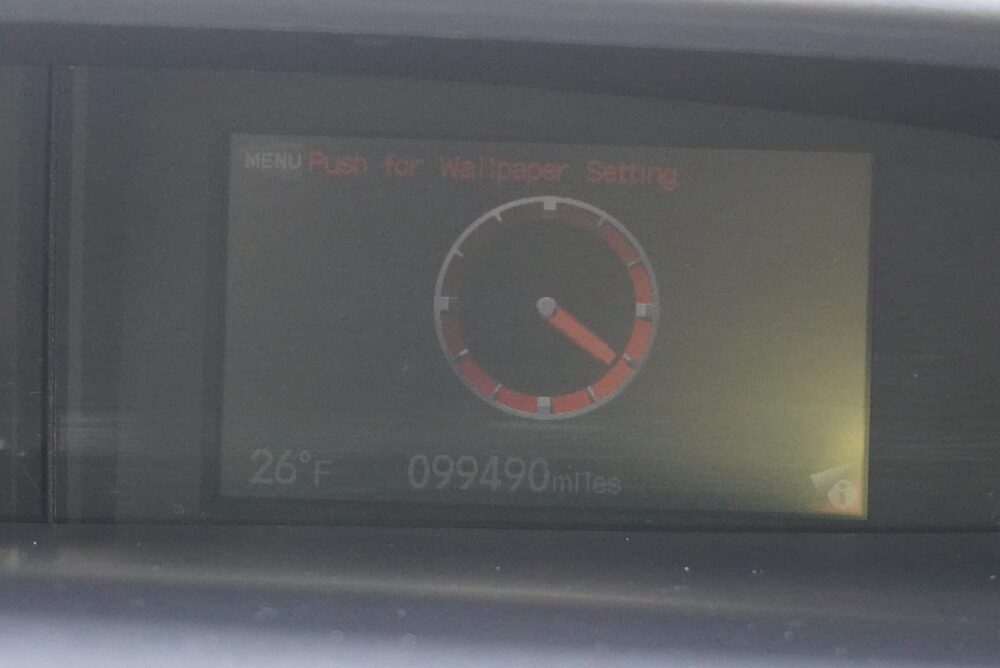 MENU Push for Wallpaper Setting
26°F 099490miles
i